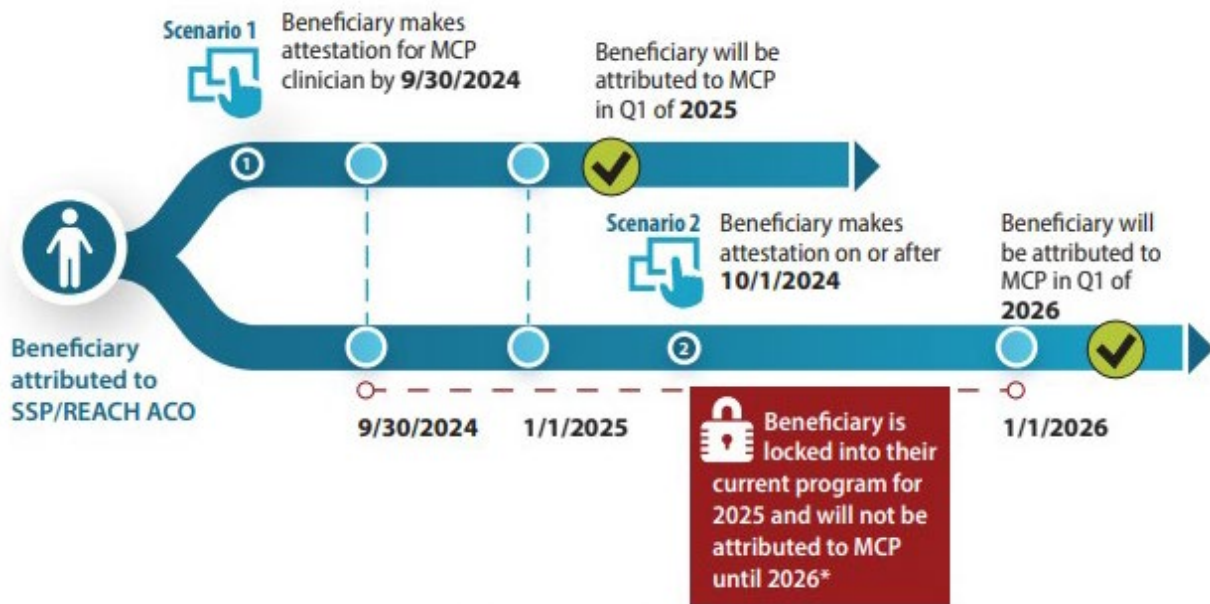 Scenario 1
Beneficiary makes
attestation for MCP
clinician by 9/30/2024
Beneficiary will be
attributed to MCP
in Q1 of 2025
1
Scenario 2
Beneficiary makes
attestation on or after
10/1/2024
Beneficiary will
be attributed to
MCP in Q1 of
2026
2
Beneficiary
attributed to
SSP/REACH ACO
9/30/2024
1/1/2025
1/1/2026
Beneficiary is
locked into their
current program for
2025 and will not be
attributed to MCP
until 2026*